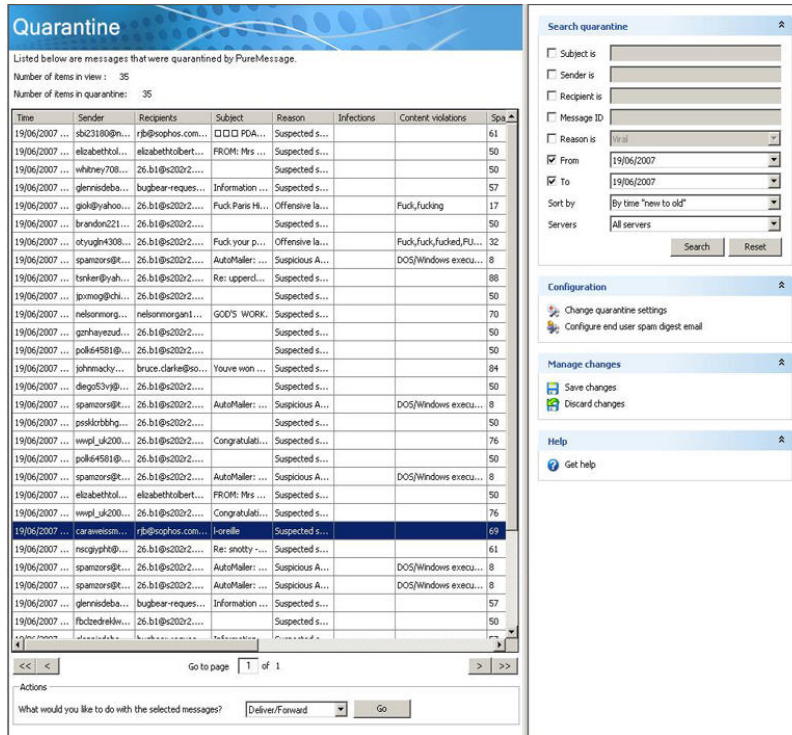 Quarantine
Listed below are messages that were quarantined by PureMessage.
Number of items in view : 35
Number of items in quarantine: 35
Time Sender Recipients Subject Reason Infections Content violations Spa
19/06/2007 ... sbi23180@n... rjb@sophos.com... □□□ PDA... Suspected s... 61
19/06/2007 ... elizabethtol... elizabethtolbert... FROM: Mrs ... Suspected s... 50
19/06/2007 ... whitney708... 26.b1@s202r2.... Suspected s... 50
19/06/2007 ... glennisdeba... bugbear-reques... Information ... Suspected s... 57
19/06/2007 ... giok@yahoo... 26.b1@s202r2.... Fuck Paris Hi... Offensive la... Fuck,fucking 17
19/06/2007 ... brandon221... 26.b1@s202r2.... Suspected s... 50
19/06/2007 ... otyugln4308... 26.b1@s202r2.... Fuck your p... Offensive la... Fuck,fuck,fucked,FU... 32
19/06/2007 ... spamzors@t... 26.b1@s202r2.... AutoMailer: ... Suspicious A... DOS/Windows execu... 8
19/06/2007 ... tsnker@yah... 26.b1@s202r2.... Re: uppercl... Suspected s... 88
19/06/2007 ... jpxmog@chi... 26.b1@s202r2.... Suspected s... 50
19/06/2007 ... nelsonmorg... nelsonmorgan1... GOD'S WORK. Suspected s... 70
19/06/2007 ... gznhayezud... 26.b1@s202r2.... Suspected s... 50
19/06/2007 ... polk64581@... 26.b1@s202r2.... Suspected s... 50
19/06/2007 ... johnmacky... bruce.clarke@so... Youve won ... Suspected s... 84
19/06/2007 ... diego53vj@... 26.b1@s202r2.... Suspected s... 50
19/06/2007 ... spamzors@t... 26.b1@s202r2.... AutoMailer: ... Suspicious A... DOS/Windows execu... 8
19/06/2007 ... pssklcrbbhg... 26.b1@s202r2.... Suspected s... 50
19/06/2007 ... wwpl_uk200... 26.b1@s202r2.... Congratulati... Suspected s... 76
19/06/2007 ... polk64581@... 26.b1@s202r2.... Suspected s... 50
19/06/2007 ... spamzors@t... 26.b1@s202r2.... AutoMailer: ... Suspicious A... DOS/Windows execu... 8
19/06/2007 ... elizabethtol... elizabethtolbert... FROM: Mrs ... Suspected s... 50
19/06/2007 ... wwpl_uk200... 26.b1@s202r2.... Congratulati... Suspected s... 76
19/06/2007 ... caraweissm... rjb@sophos.com... l-oreille Suspected s... 69
19/06/2007 ... nscgiypht@... 26.b1@s202r2.... Re: snotty -... Suspected s... 61
19/06/2007 ... spamzors@t... 26.b1@s202r2.... AutoMailer: ... Suspicious A... DOS/Windows execu... 8
19/06/2007 ... spamzors@t... 26.b1@s202r2.... AutoMailer: ... Suspicious A... DOS/Windows execu... 8
19/06/2007 ... glennisdeba... bugbear-reques... Information ... Suspected s... 57
19/06/2007 ... fbclzedreklw... 26.b1@s202r2.... Suspected s... 50
<< < Go to page 1 of 1 > >>
Actions
What would you like to do with the selected messages? Deliver/Forward Go
Search quarantine
Subject is
Sender is
Recipient is
Message ID
Reason is Viral
From 19/06/2007
To 19/06/2007
Sort by By time "new to old"
Servers All servers
Search Reset
Configuration
Change quarantine settings
Configure end user spam digest email
Manage changes
Save changes
Discard changes
Help
Get help